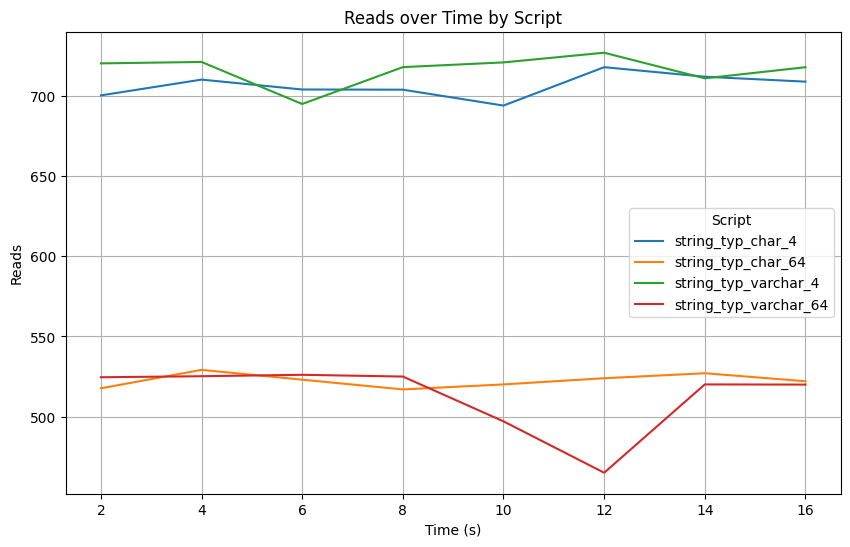 Reads over Time by Script
700
650
600
550
500
Reads
Script
string_typ_char_4
string_typ_char_64
string_typ_varchar_4
string_typ_varchar_64
2 4 6 8 10 12 14 16
Time (s)